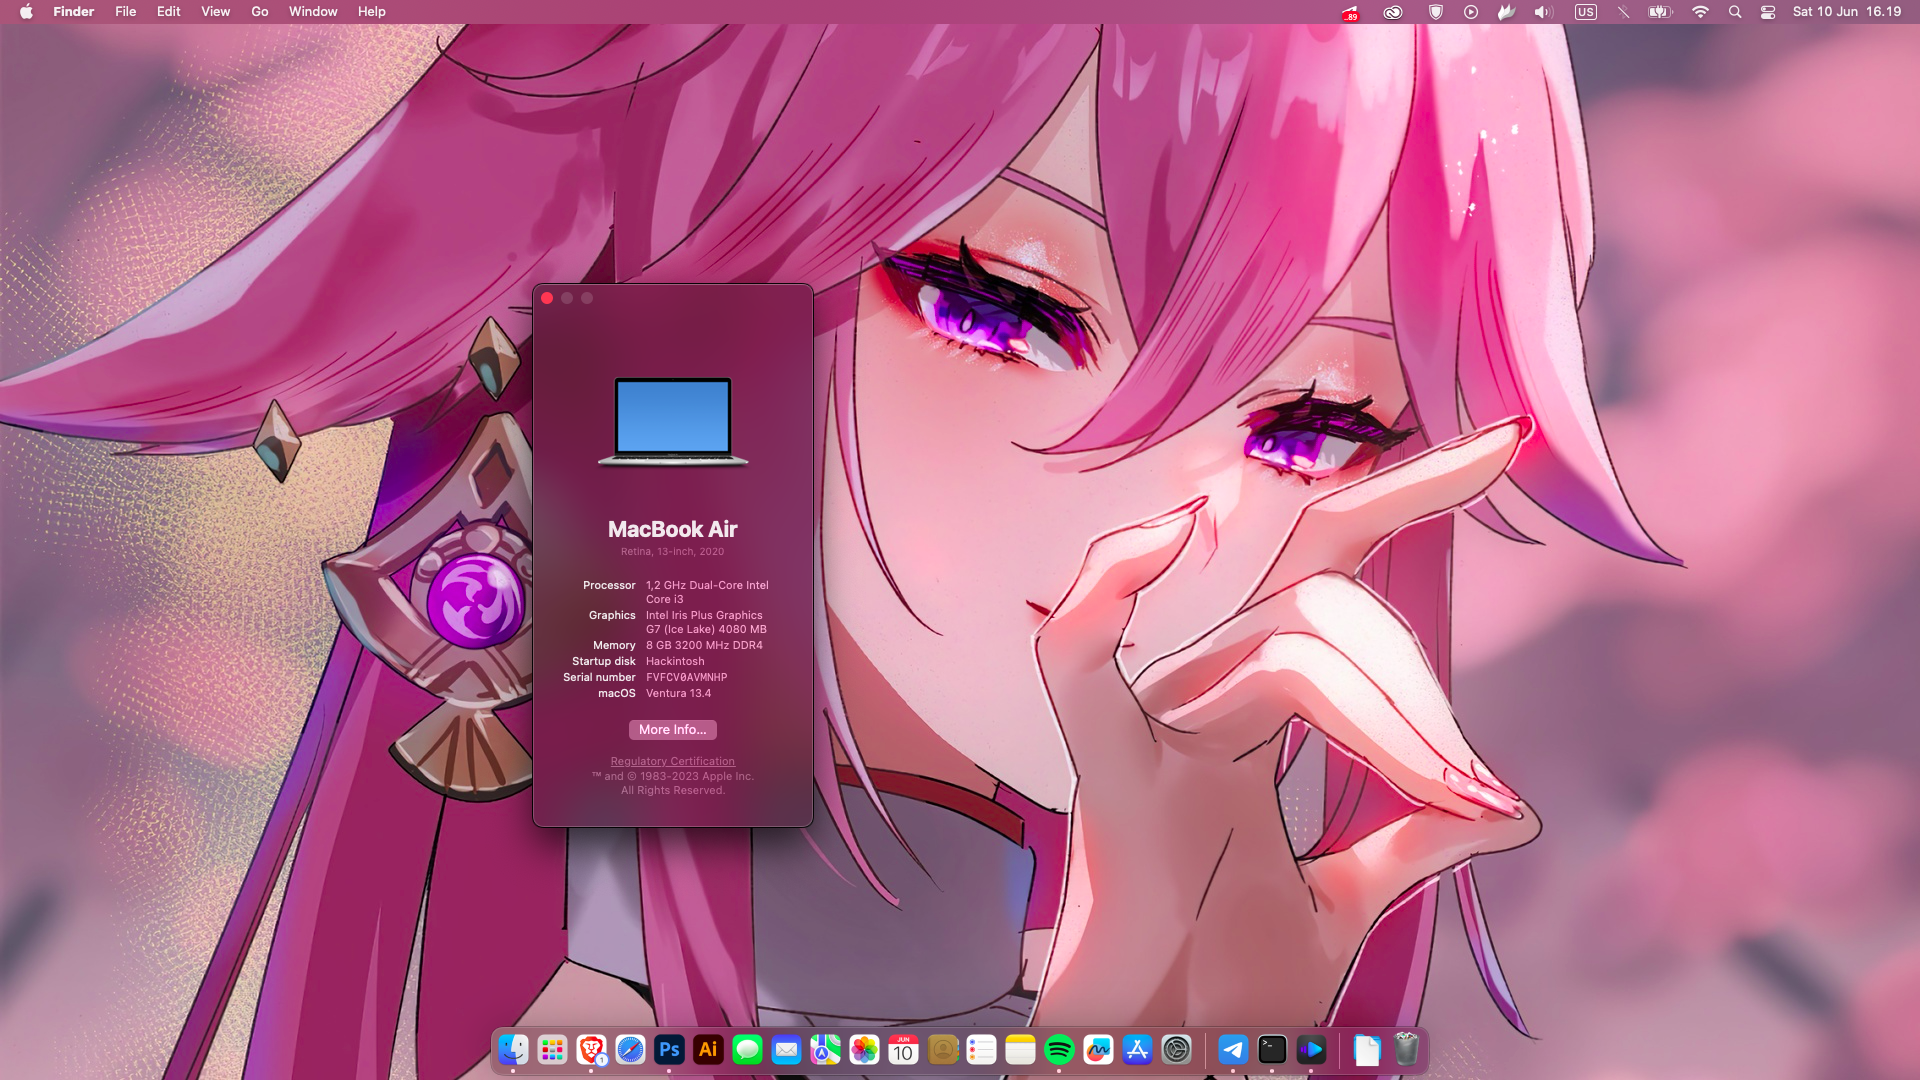 Finder File Edit View Go Window Help
..89 US Sat 10 Jun 16.19
MacBook Air
Retina, 13-inch, 2020
Processor 1,2 GHz Dual-Core Intel
Core i3
Graphics Intel Iris Plus Graphics
G7 (Ice Lake) 4080 MB
Memory 8 GB 3200 MHz DDR4
Startup disk Hackintosh
Serial number FVFCV0AVMNHP
macOS Ventura 13.4
More Info...
Regulatory Certification
™ and © 1983-2023 Apple Inc.
All Rights Reserved.
1 Ps Ai JUN
10